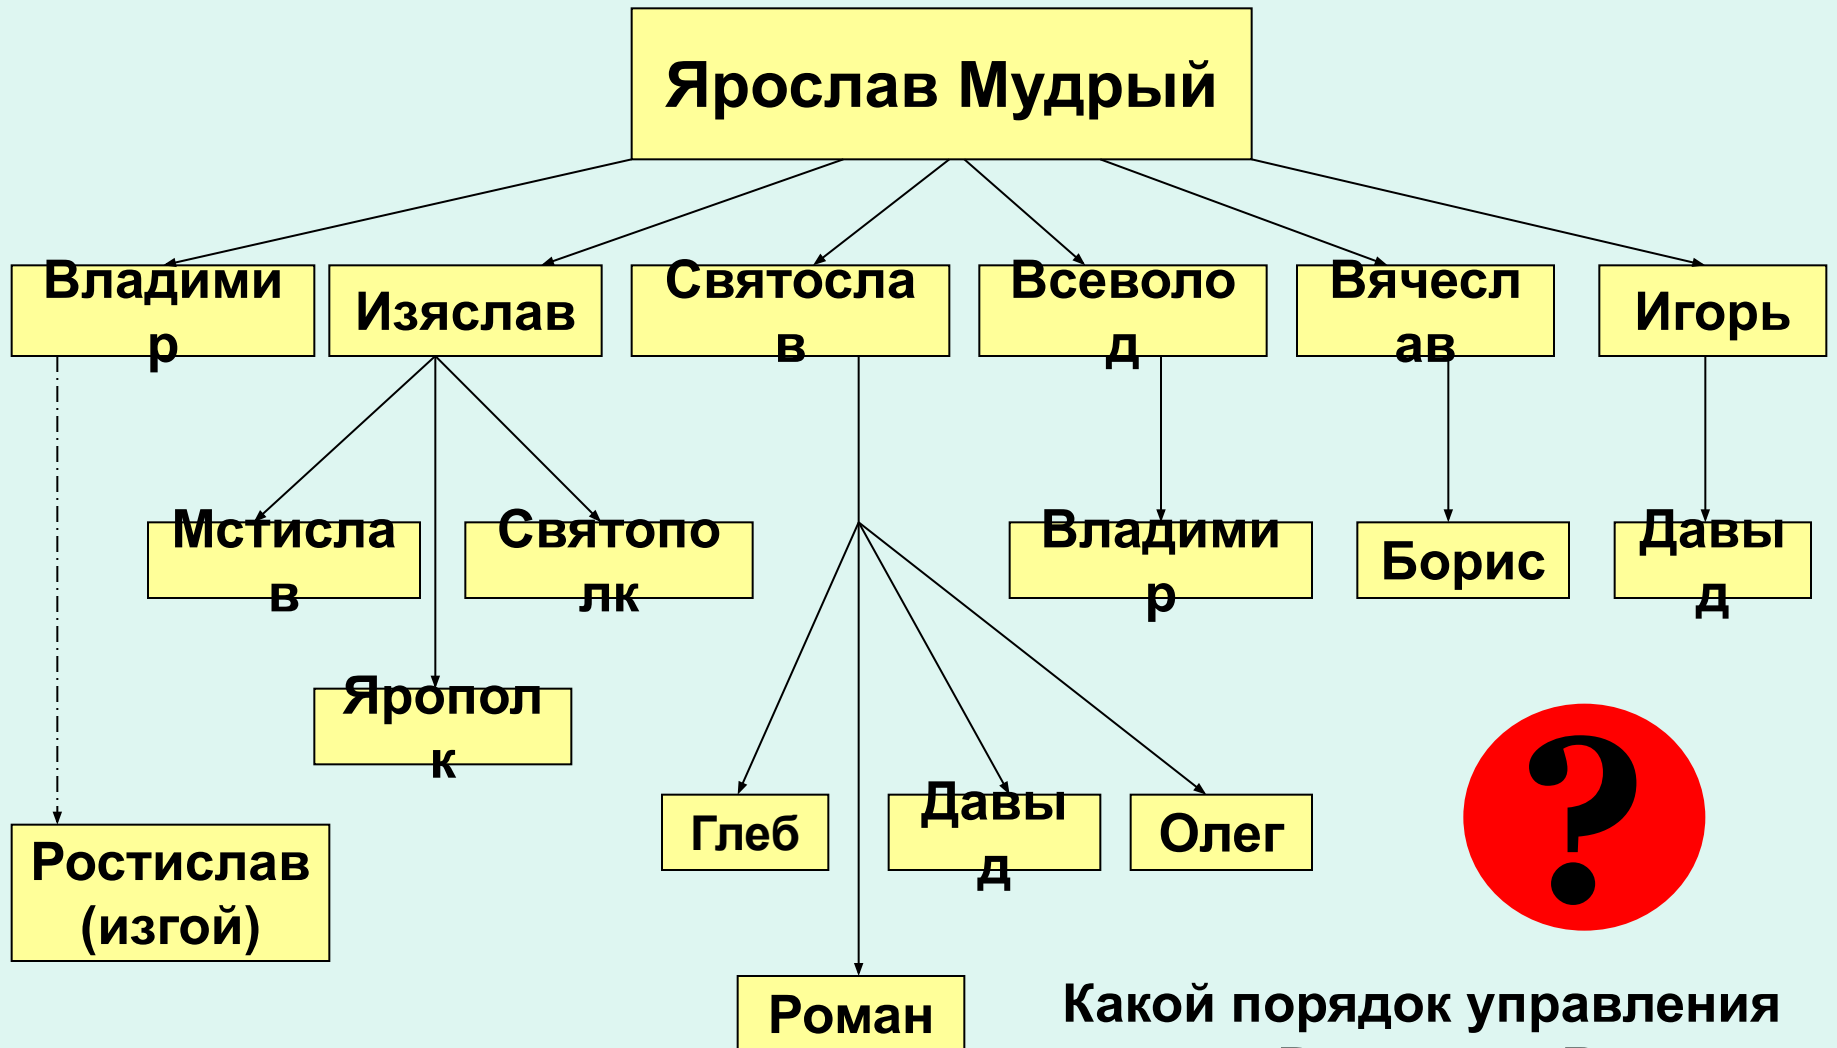 Ярослав Мудрый
Владими
р
Изяслав
Святосла
в
Всеволо
д
Вячесл
ав
Игорь
Мстисла
в
Святопо
лк
Владими
р
Борис
Давы
д
Яропол
к
Глеб
Давы
д
Олег
Ростислав
(изгой)
?
Роман
Какой порядок управления